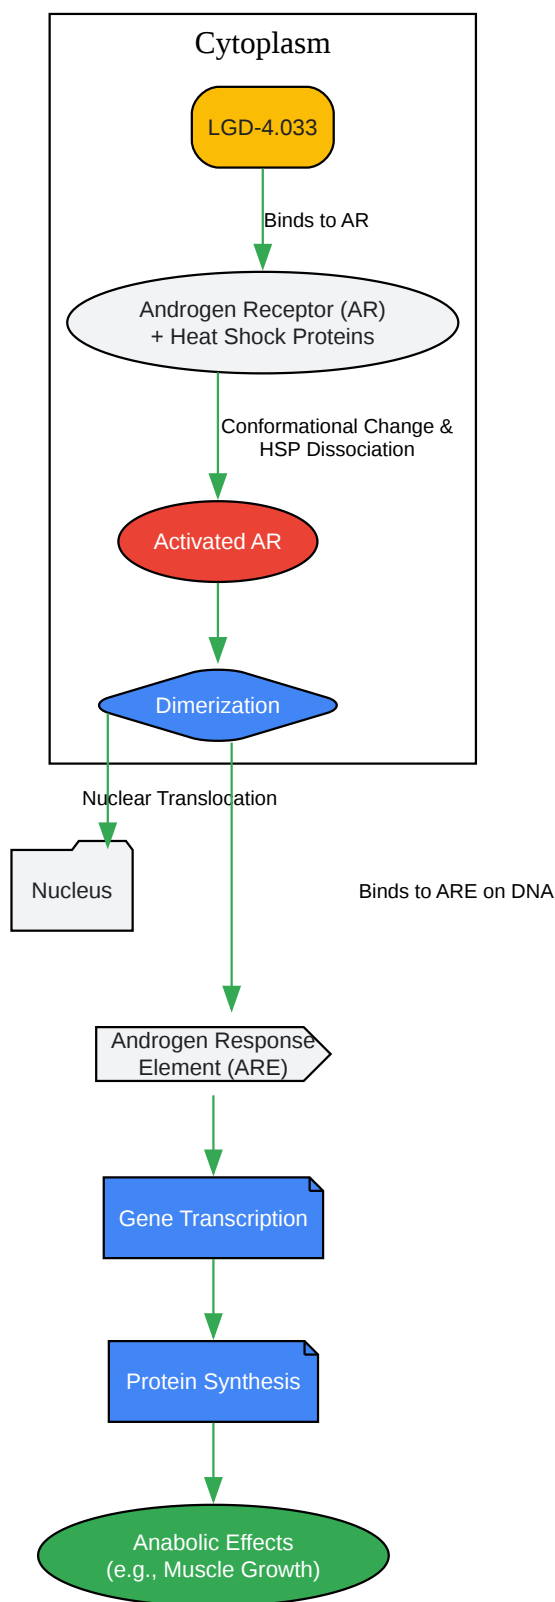 Cytoplasm
LGD-4.033
Binds to AR
Androgen Receptor (AR)
+ Heat Shock Proteins
Conformational Change &
HSP Dissociation
Activated AR
Dimerization
Nuclear Translocation
Nucleus
Binds to ARE on DNA
Androgen Response
Element (ARE)
Gene Transcription
Protein Synthesis
Anabolic Effects
(e.g., Muscle Growth)